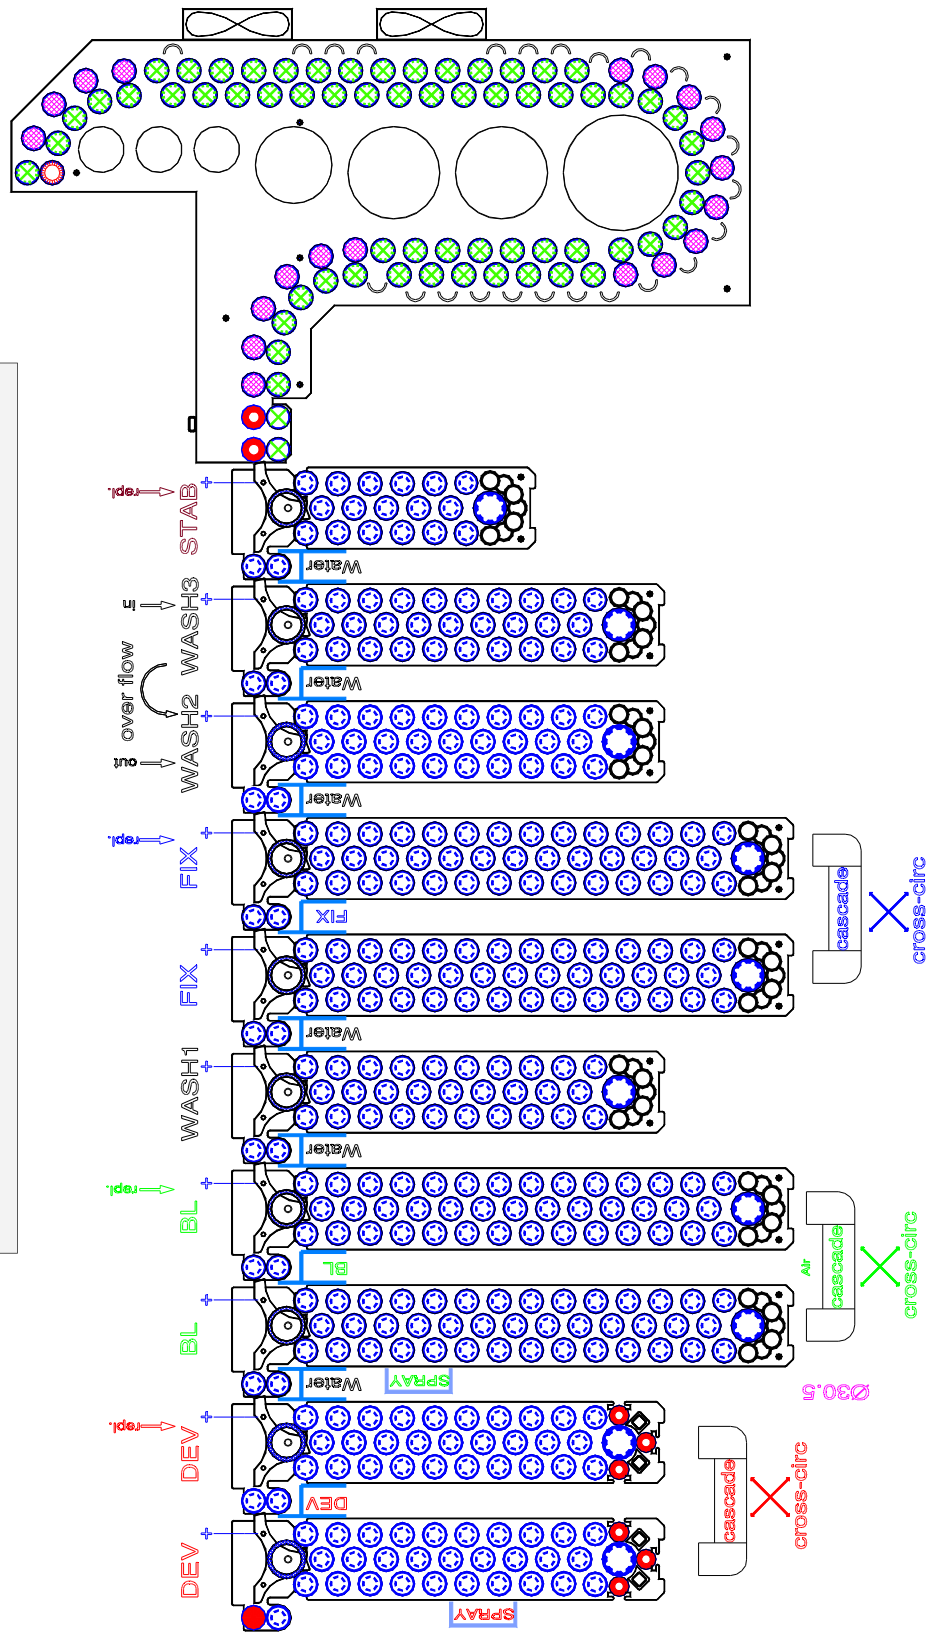 repl.
STAB
Water
in
WASH3
over flow
Water
WASH2
out
Water
repl.
FIX
cascade
cross-circ
FIX
FIX
Water
WASH1
Water
repl.
BL
Air
cascade
cross-circ
BL
BL
SPRAY
Water
Ø30.5
repl.
DEV
cascade
cross-circ
DEV
DEV
SPRAY